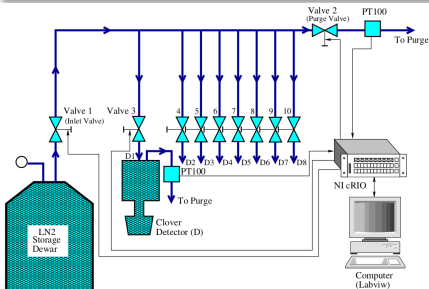 Valve 2
(Purge Valve)
PT100
To Purge
Valve 1
(Inlet Valve)
Valve 3
4 5 6 7 8 9 10
D1
D2 D3 D4 D5 D6 D7 D8
PT100
To Purge
NI cRIO
LN2
Storage
Dewar
Clover
Detector (D)
Computer
(Labviw)